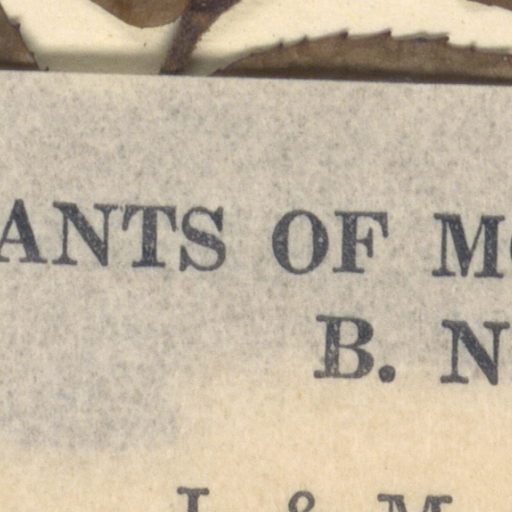 ANTS OF M
B. N
I. & M